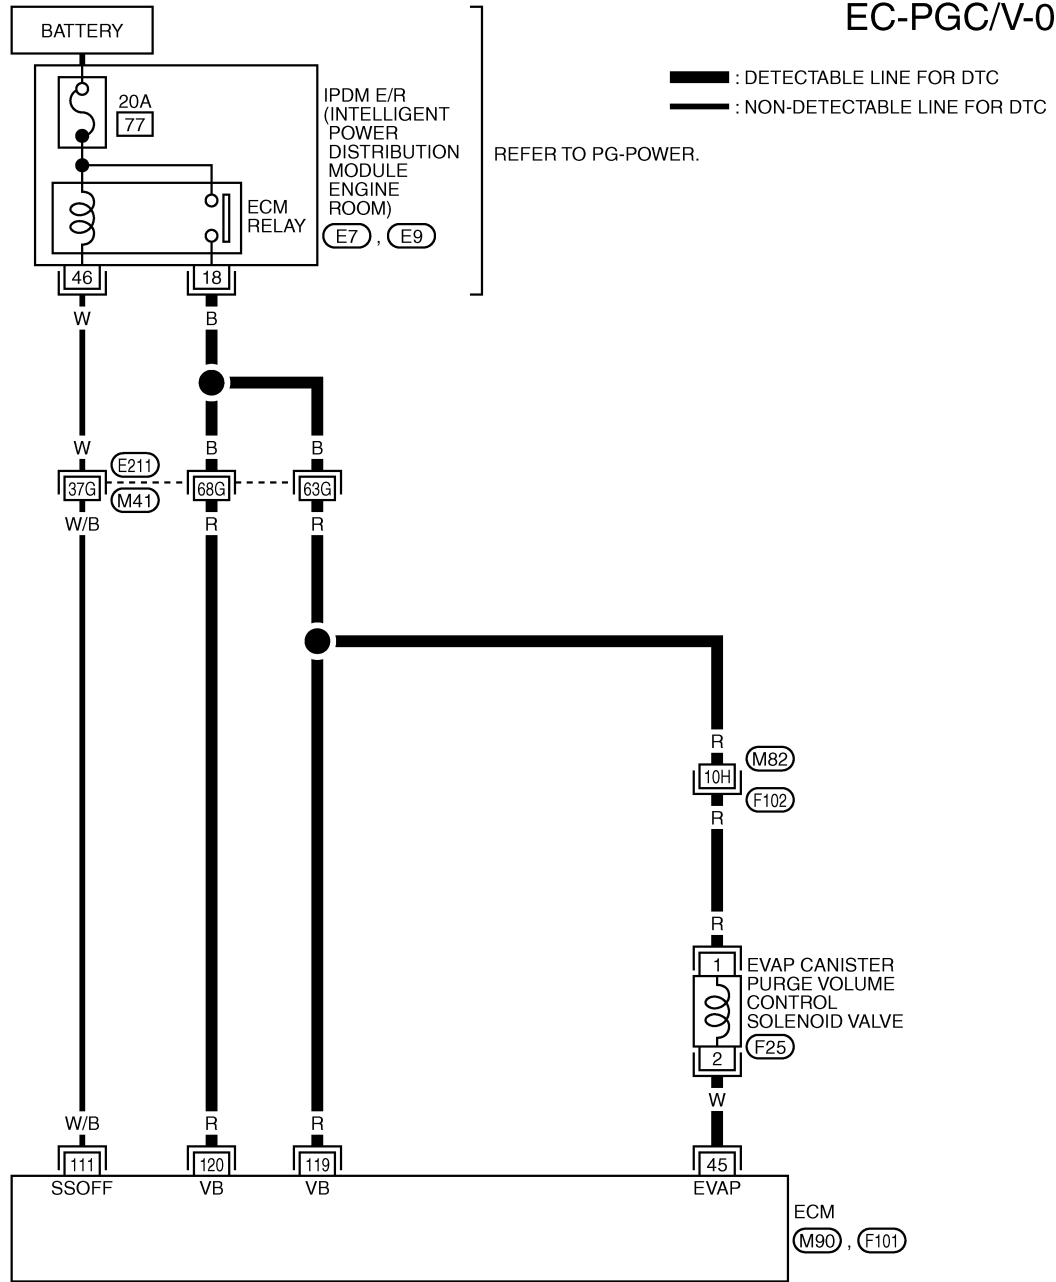 EC-PGC/V-0
BATTERY
: DETECTABLE LINE FOR DTC
: NON-DETECTABLE LINE FOR DTC
20A
77
IPDM E/R
(INTELLIGENT
POWER
DISTRIBUTION
MODULE
ENGINE
ROOM)
E7 , E9
REFER TO PG-POWER.
ECM
RELAY
46 18
W B
W B B
E211
37G 68G 63G
M41
W/B R R
R
M82
10H
F102
R
R
1
EVAP CANISTER
PURGE VOLUME
CONTROL
SOLENOID VALVE
F25
2
W
W/B R R
111 120 119 45
SSOFF VB VB EVAP
ECM
M90 , F101